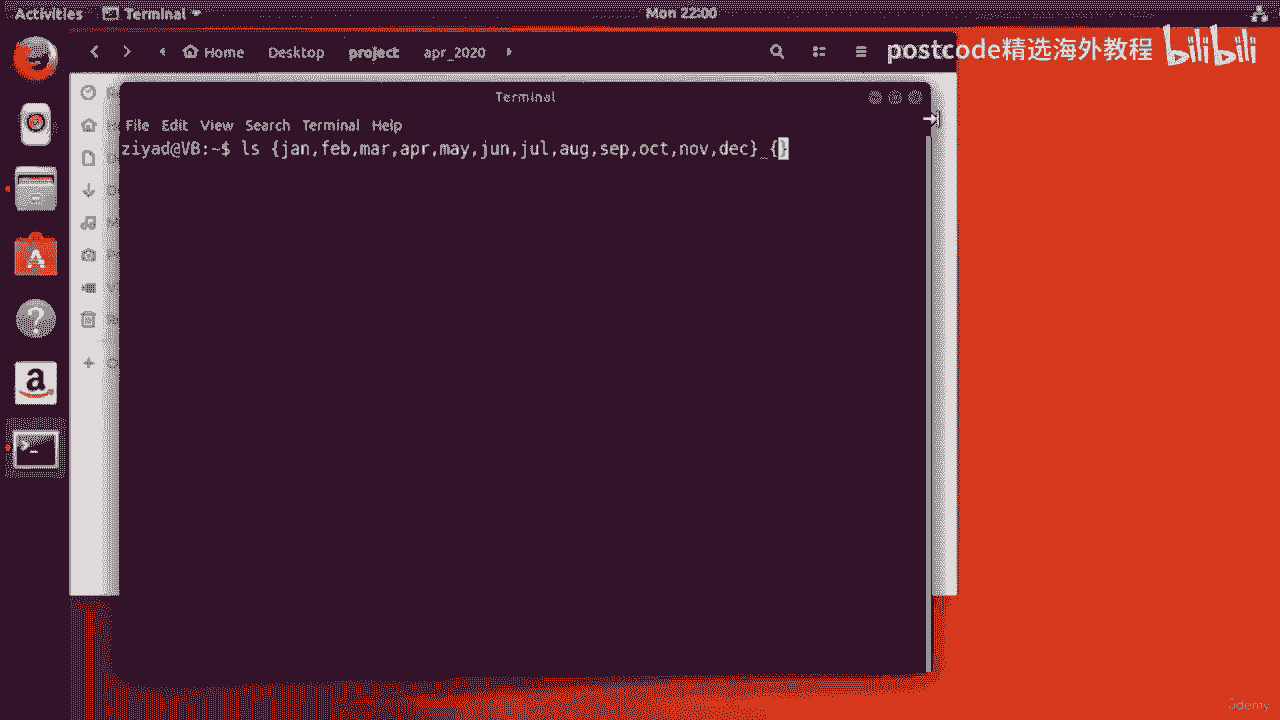 Activities Terminal Mon 22:00
Home Desktop project apr_2020
postcode精选海外教程 bilibili
Terminal
File Edit View Search Terminal Help
ziyad@VB:~$ ls {jan,feb,mar,apr,may,jun,jul,aug,sep,oct,nov,dec}_{}
ûdemy